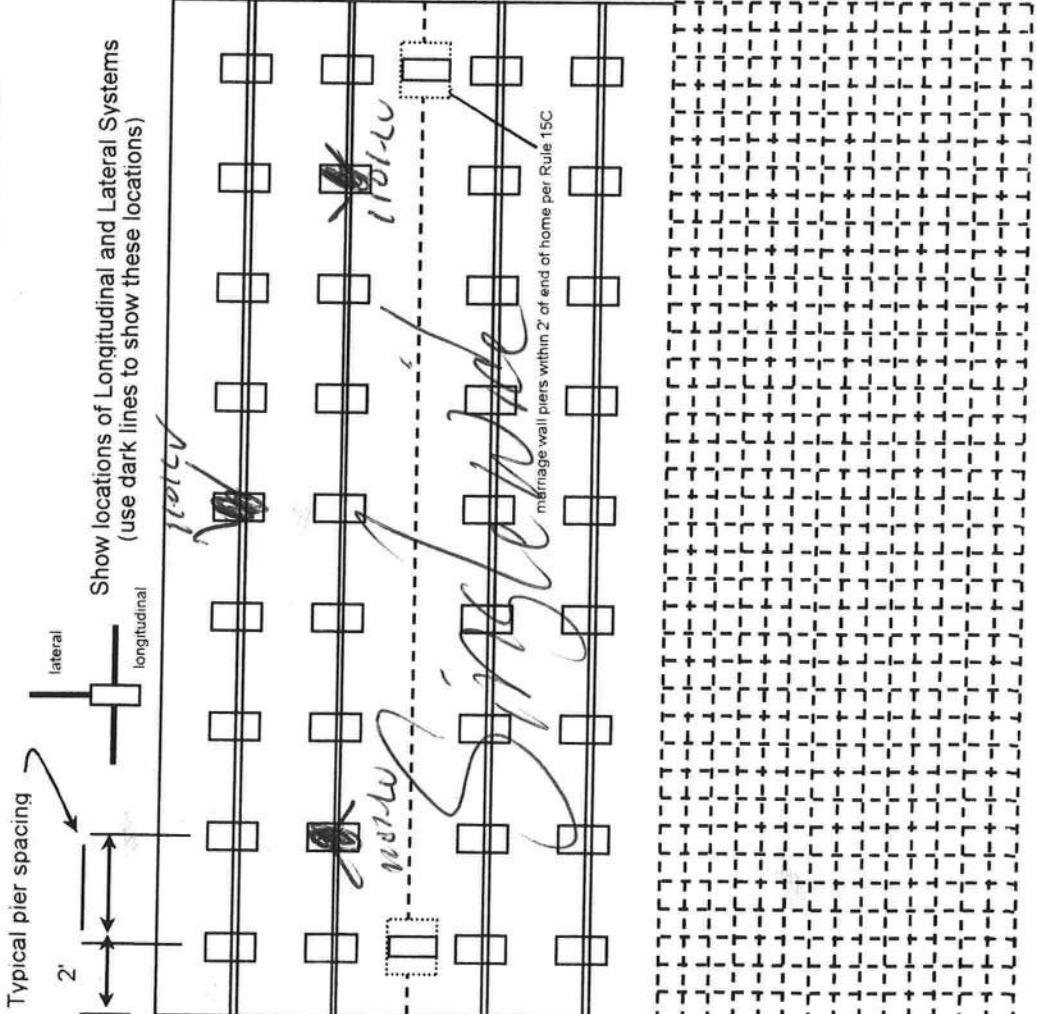 Typical pier spacing
2'
lateral
longitudinal
Show locations of Longitudinal and Lateral Systems
(use dark lines to show these locations)
marriage wall piers within 2' of end of home per Rule 15C
Singlewide